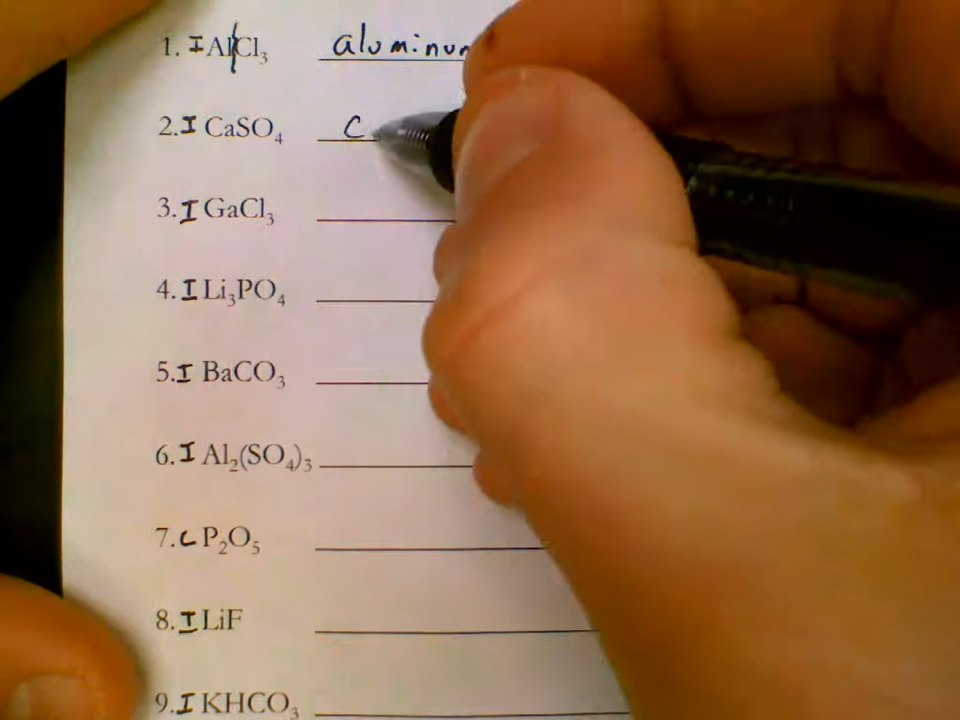 1. I AlCl₃ aluminu
2. I CaSO₄ C
3. I GaCl₃
4. I Li₃PO₄
5. I BaCO₃
6. I Al₂(SO₄)₃
7. C P₂O₅
8. I LiF
9. I KHCO₃